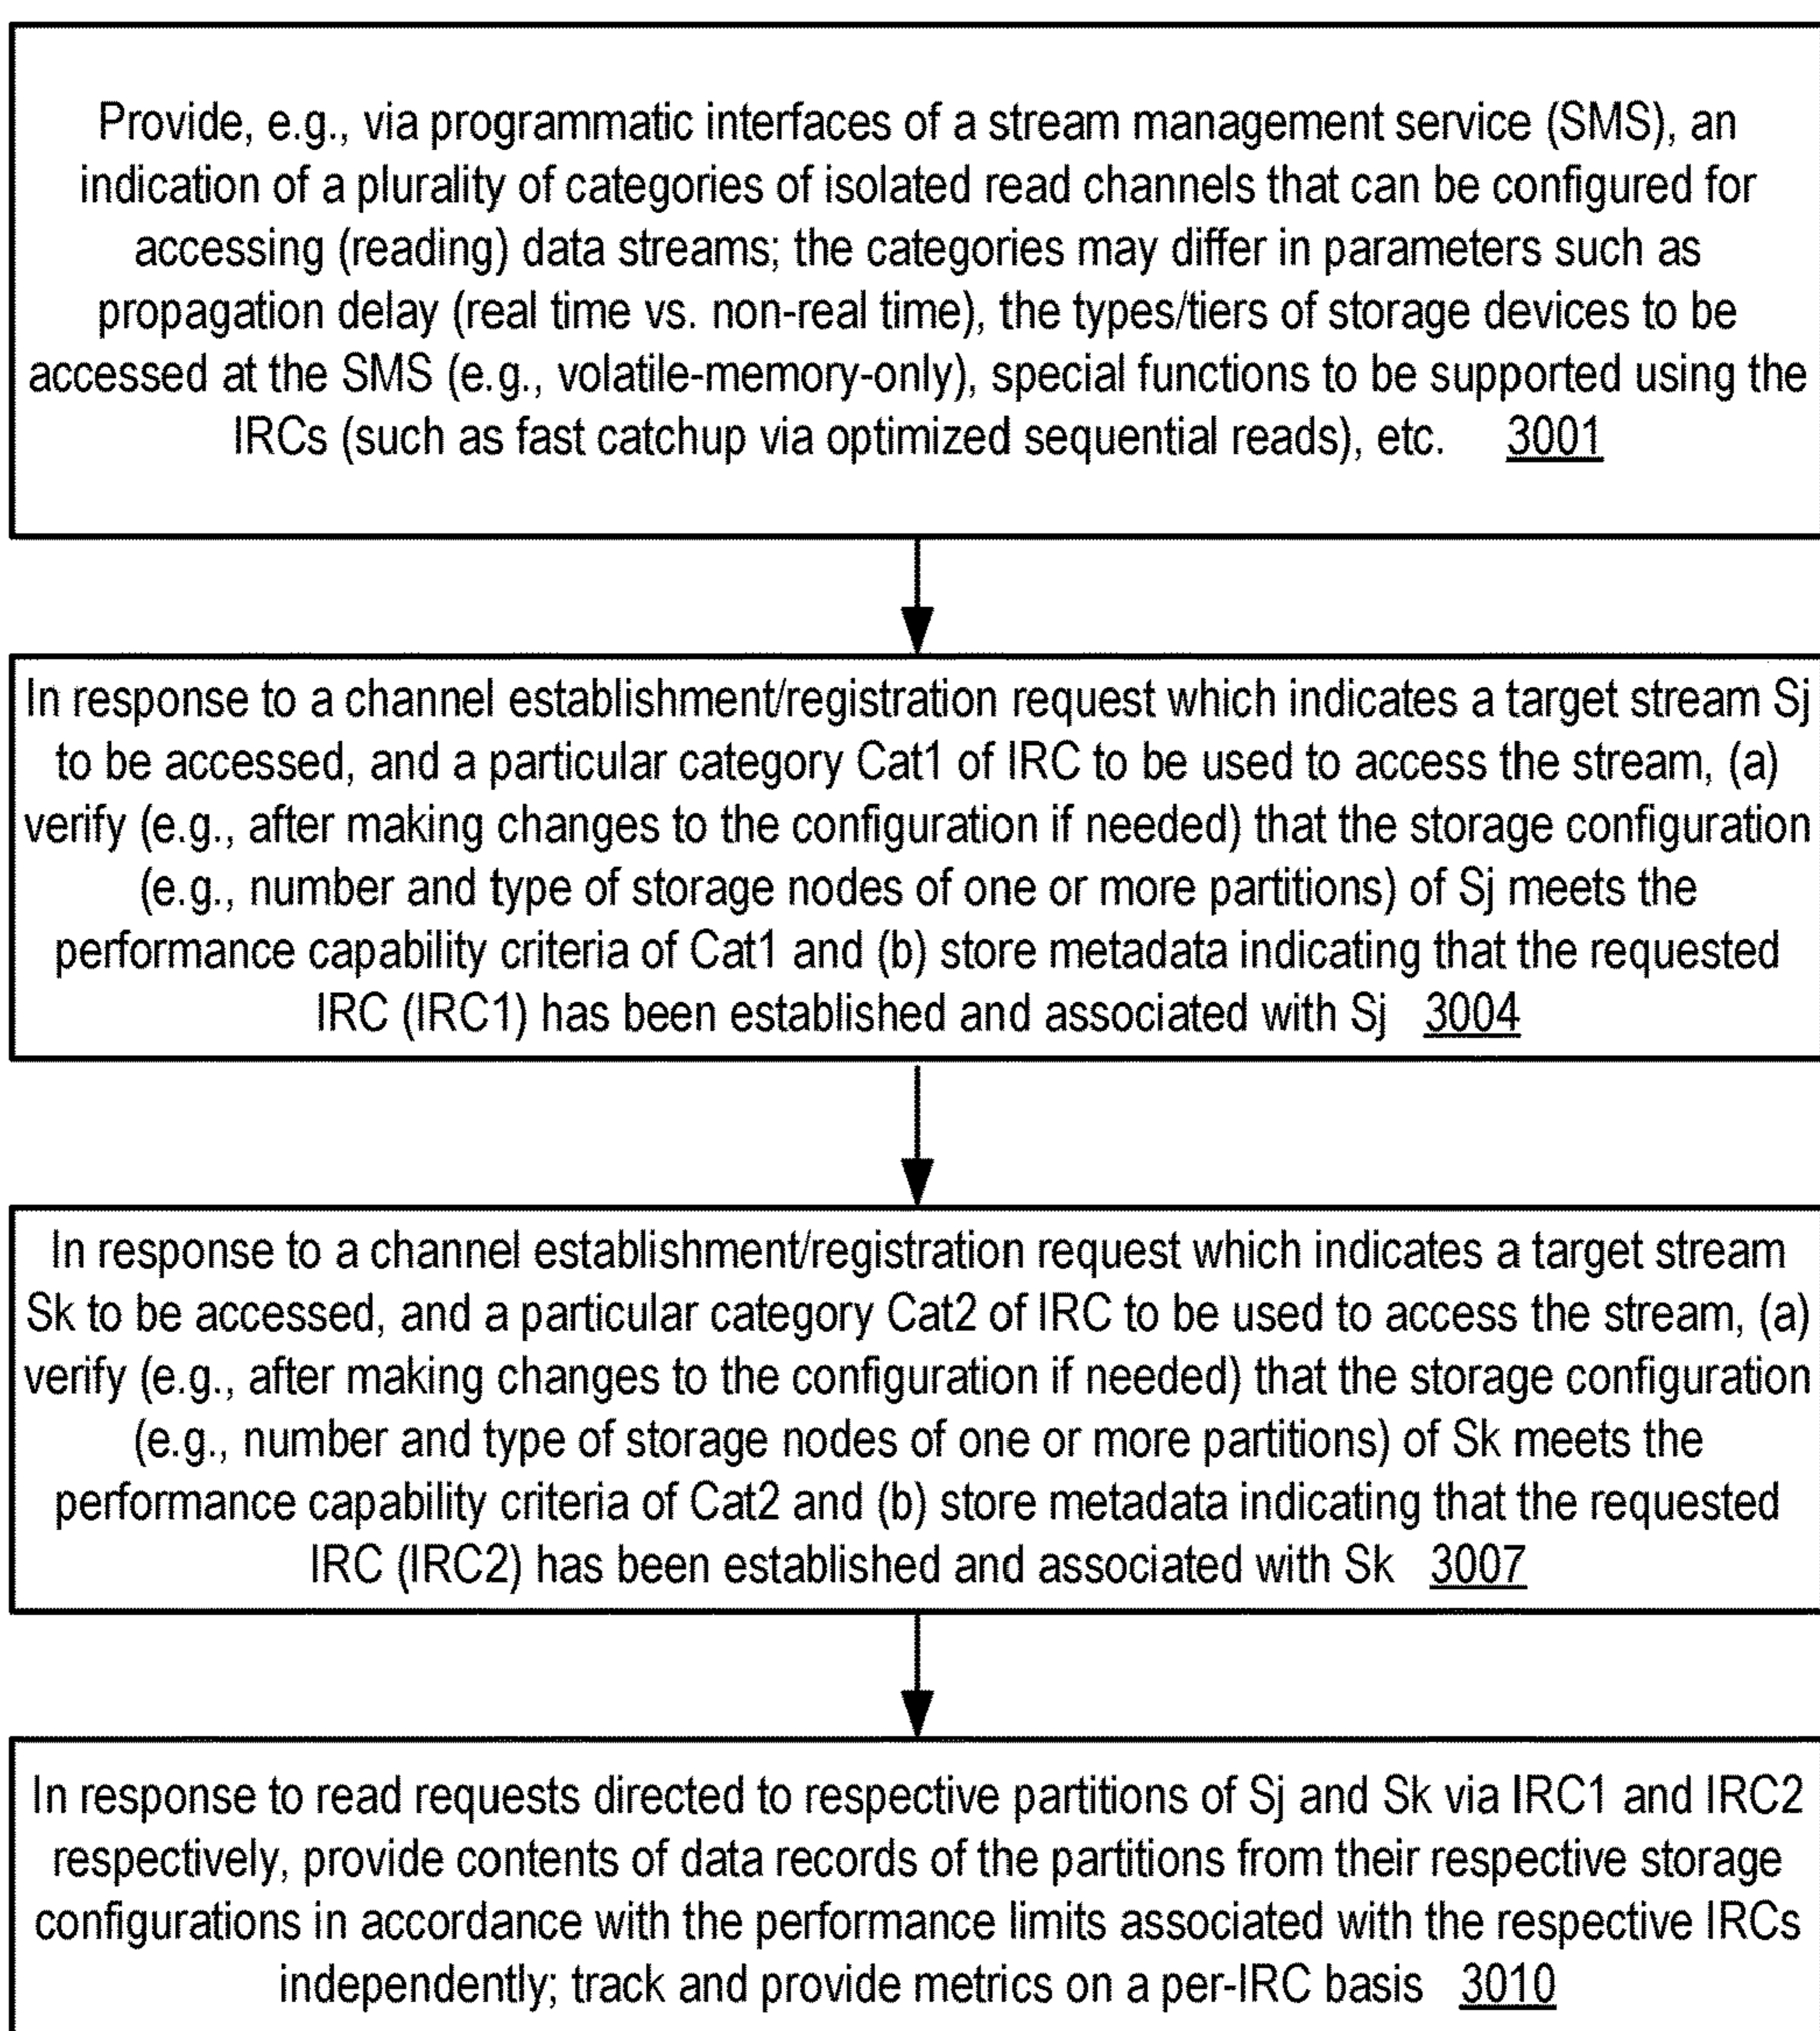 Provide, e.g., via programmatic interfaces of a stream management service (SMS), an
indication of a plurality of categories of isolated read channels that can be configured for
accessing (reading) data streams; the categories may differ in parameters such as
propagation delay (real time vs. non-real time), the types/tiers of storage devices to be
accessed at the SMS (e.g., volatile-memory-only), special functions to be supported using the
IRCs (such as fast catchup via optimized sequential reads), etc. 3001
In response to a channel establishment/registration request which indicates a target stream Sj
to be accessed, and a particular category Cat1 of IRC to be used to access the stream, (a)
verify (e.g., after making changes to the configuration if needed) that the storage configuration
(e.g., number and type of storage nodes of one or more partitions) of Sj meets the
performance capability criteria of Cat1 and (b) store metadata indicating that the requested
IRC (IRC1) has been established and associated with Sj 3004
In response to a channel establishment/registration request which indicates a target stream
Sk to be accessed, and a particular category Cat2 of IRC to be used to access the stream, (a)
verify (e.g., after making changes to the configuration if needed) that the storage configuration
(e.g., number and type of storage nodes of one or more partitions) of Sk meets the
performance capability criteria of Cat2 and (b) store metadata indicating that the requested
IRC (IRC2) has been established and associated with Sk 3007
In response to read requests directed to respective partitions of Sj and Sk via IRC1 and IRC2
respectively, provide contents of data records of the partitions from their respective storage
configurations in accordance with the performance limits associated with the respective IRCs
independently; track and provide metrics on a per-IRC basis 3010